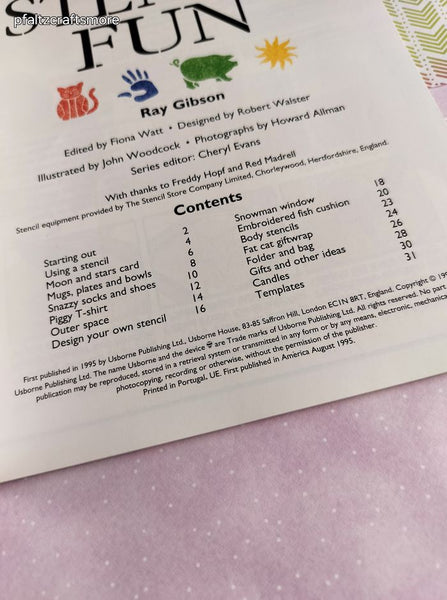 pfaltzcraftsmore
FUN
Ray Gibson
Edited by Fiona Watt • Designed by Robert Walster
Illustrated by John Woodcock • Photographs by Howard Allman
Series editor: Cheryl Evans
With thanks to Freddy Hopf and Red Madrell
Stencil equipment provided by The Stencil Store Company Limited, Chorleywood, Hertfordshire, England.
Contents
Starting out 2
Using a stencil 4
Moon and stars card 6
Mugs, plates and bowls 8
Snazzy socks and shoes 10
Piggy T-shirt 12
Outer space 14
Design your own stencil 16
Snowman window 18
Embroidered fish cushion 20
Body stencils 23
Fat cat giftwrap 24
Folder and bag 26
Gifts and other ideas 28
Candles 30
Templates 31
First published in 1995 by Usborne Publishing Ltd., Usborne House, 83-85 Saffron Hill, London EC1N 8RT, England. Copyright © 19
Usborne Publishing Ltd. The name Usborne and the device are Trade marks of Usborne Publishing Ltd. All rights reserved. No part
publication may be reproduced, stored in a retrieval system or transmitted in any form or by any means, electronic, mechani
photocopying, recording or otherwise, without the permission of the publisher.
Printed in Portugal, UE. First published in America August 1995.